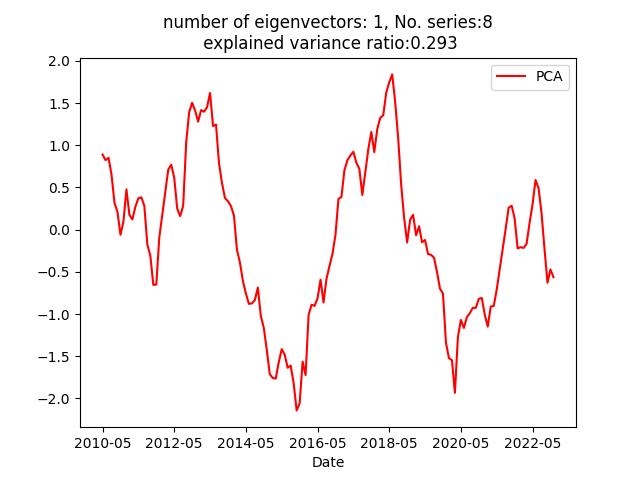 number of eigenvectors: 1, No. series:8
explained variance ratio:0.293
PCA
2.0
1.5
1.0
0.5
0.0
−0.5
−1.0
−1.5
−2.0
2010-05 2012-05 2014-05 2016-05 2018-05 2020-05 2022-05
Date